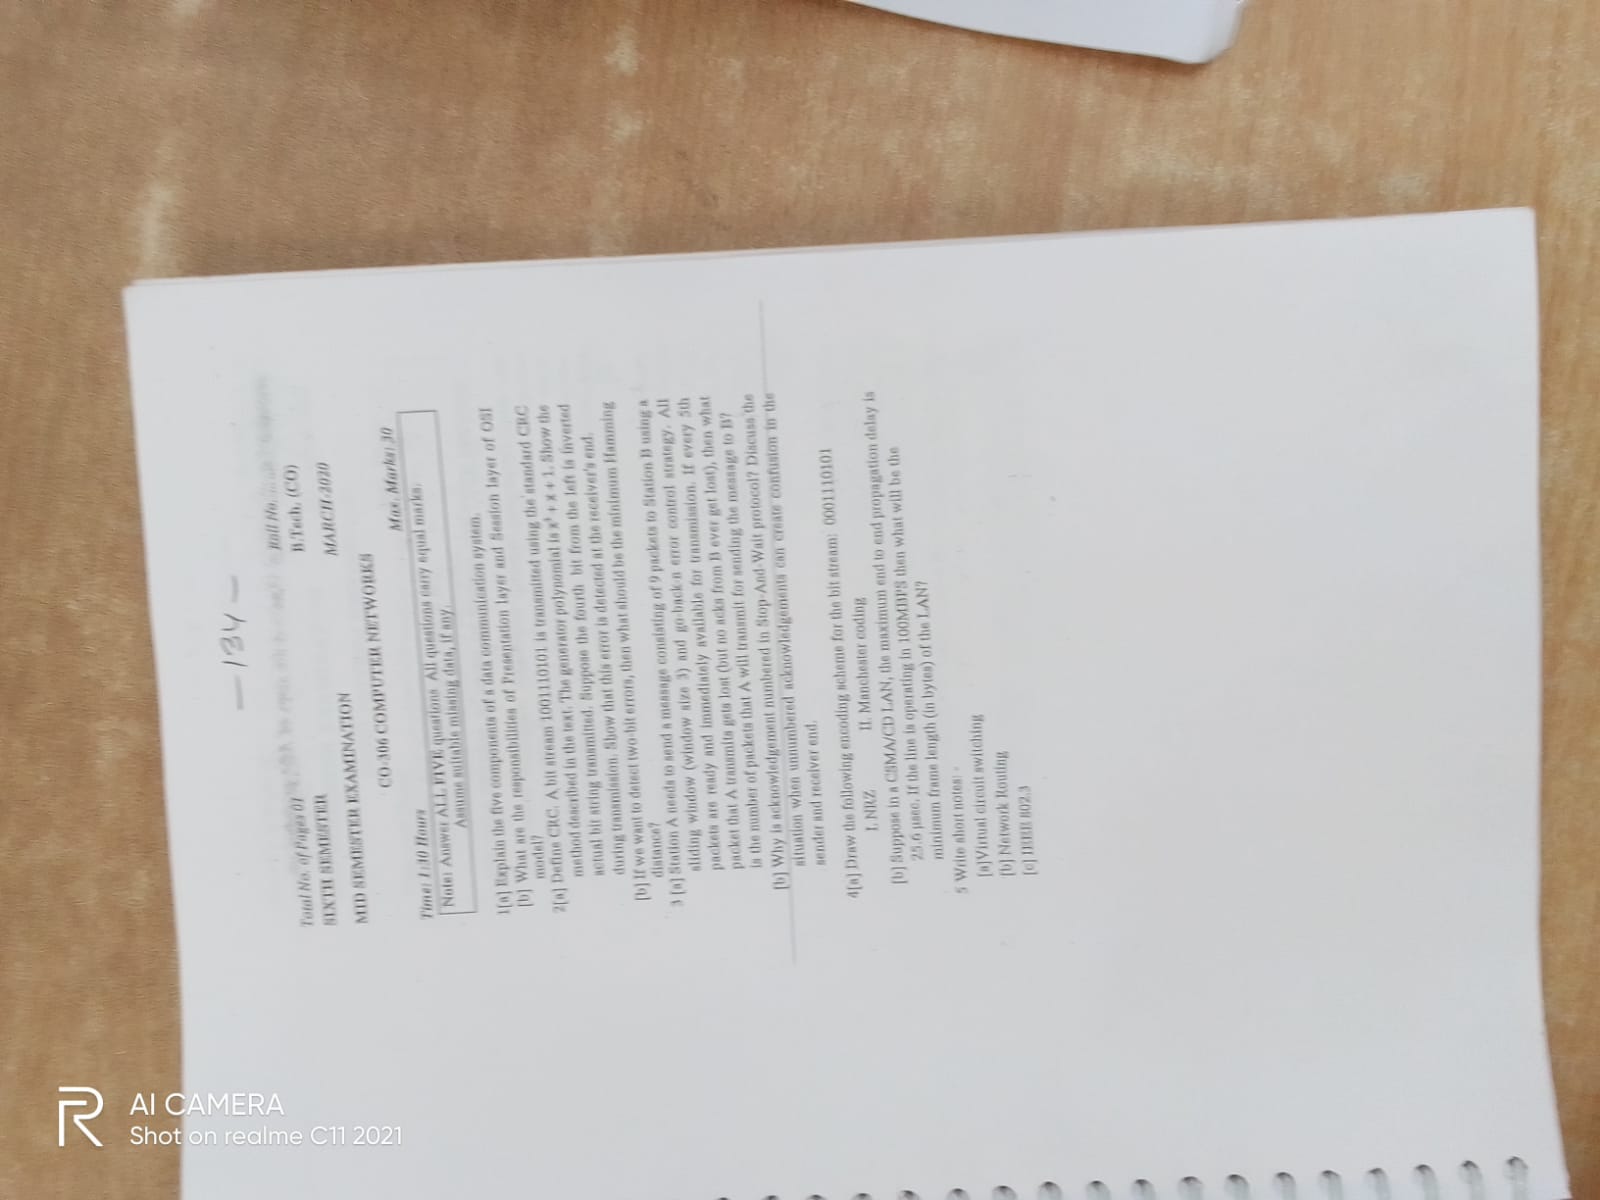 — 134 —
Roll No. ........
Total No. of Pages 01
B.Tech. (CO)
SIXTH SEMESTER
MARCH-2020
MID SEMESTER EXAMINATION
CO-306 COMPUTER NETWORKS
Max. Marks: 30
Time: 1:30 Hours
Note: Answer ALL FIVE questions. All questions carry equal marks.
Assume suitable missing data, if any.
1[a] Explain the five components of a data communication system.
[b] What are the responsibilities of Presentation layer and Session layer of OSI
model?
2[a] Define CRC. A bit stream 1001110101 is transmitted using the standard CRC
method described in the text. The generator polynomial is x³ + x + 1. Show the
actual bit string transmitted. Suppose the fourth bit from the left is inverted
during transmission. Show that this error is detected at the receiver's end.
[b] If we want to detect two-bit errors, then what should be the minimum Hamming
distance?
3 [a] Station A needs to send a message consisting of 9 packets to Station B using a
sliding window (window size 3) and go-back-n error control strategy. All
packets are ready and immediately available for transmission. If every 5th
packet that A transmits gets lost (but no acks from B ever get lost), then what
is the number of packets that A will transmit for sending the message to B?
[b] Why is acknowledgement numbered in Stop-And-Wait protocol? Discuss the
situation when unnumbered acknowledgements can create confusion in the
sender and receiver end.
4[a] Draw the following encoding scheme for the bit stream: 0001110101
I. NRZ II. Manchester coding
[b] Suppose in a CSMA/CD LAN, the maximum end to end propagation delay is
25.6 µsec. If the line is operating in 100MBPS then what will be the
minimum frame length (in bytes) of the LAN?
5 Write short notes: -
[a]Virtual circuit switching
[b] Network Routing
[c] IEEE 802.3
AI CAMERA
Shot on realme C11 2021